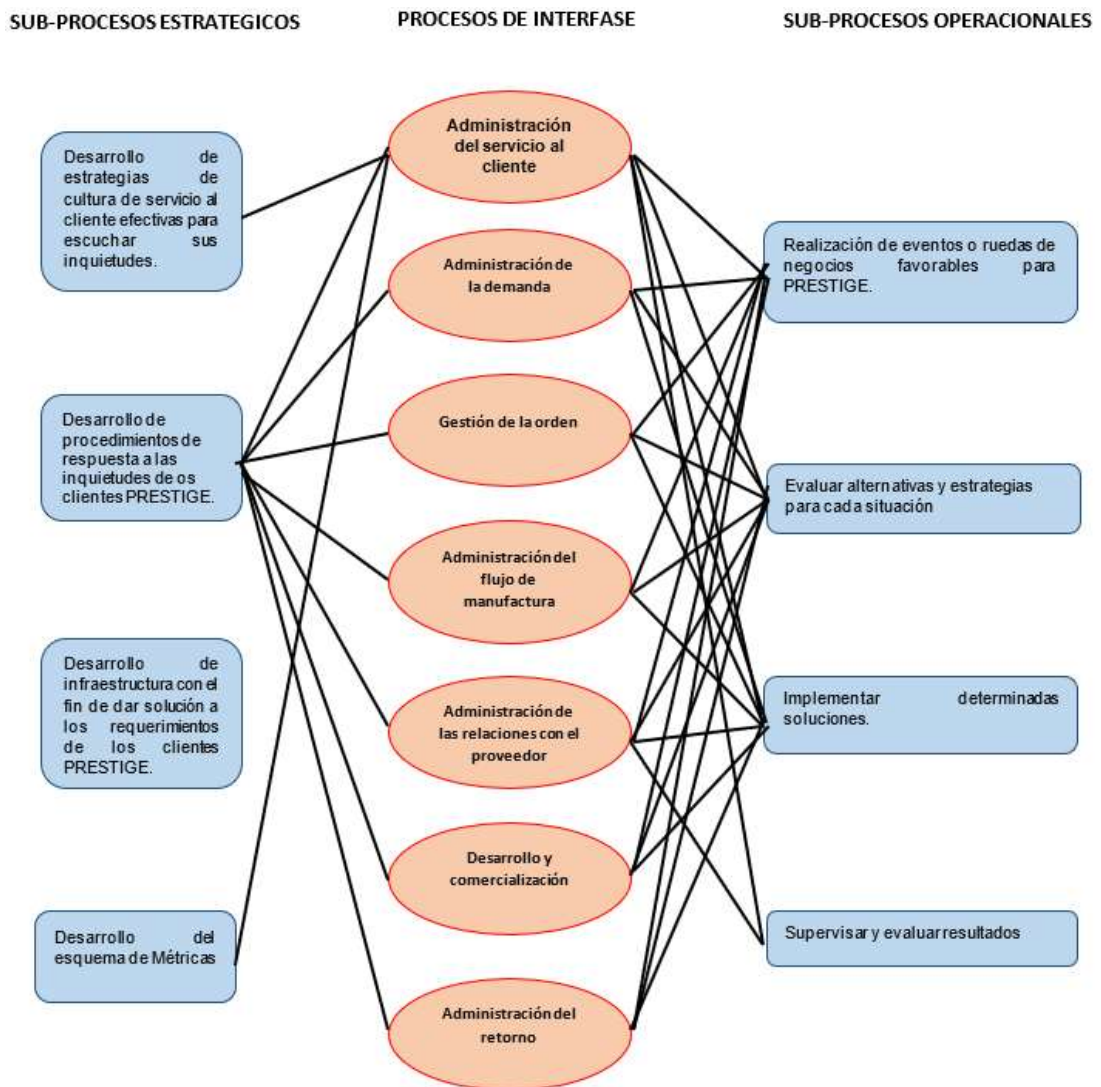 SUB-PROCESOS ESTRATEGICOS
PROCESOS DE INTERFASE
SUB-PROCESOS OPERACIONALES
Desarrollo de
estrategias de
cultura de servicio al
cliente efectivas para
escuchar sus
inquietudes.
Desarrollo de
procedimientos de
respuesta a las
inquietudes de os
clientes PRESTIGE.
Desarrollo de
infraestructura con el
fin de dar solución a
los requerimientos
de los clientes
PRESTIGE.
Desarrollo del
esquema de Métricas
Administración
del servicio al
cliente
Administración de
la demanda
Gestión de la orden
Administración del
flujo de
manufactura
Administración de
las relaciones con el
proveedor
Desarrollo y
comercialización
Administración del
retorno
Realización de eventos o ruedas de
negocios favorables para
PRESTIGE.
Evaluar alternativas y estrategias
para cada situación
Implementar determinadas
soluciones.
Supervisar y evaluar resultados